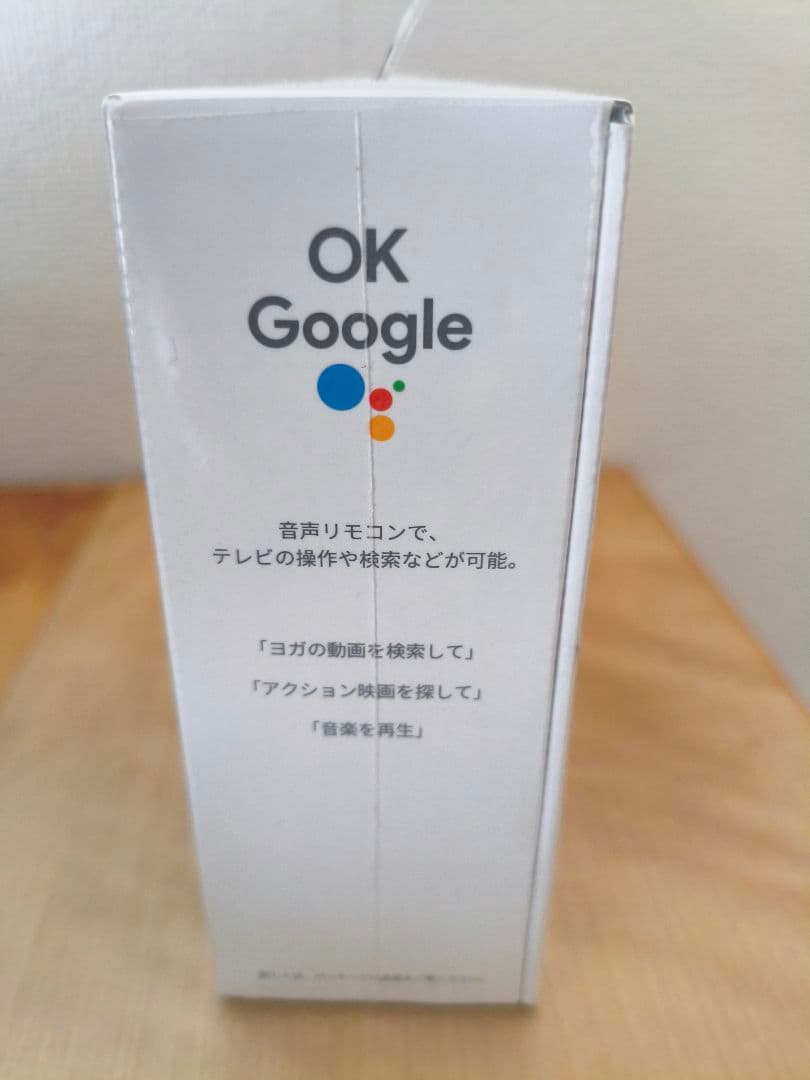 OK
Google
音声リモコンで、
テレビの操作や検索などが可能。
「ヨガの動画を検索して」
「アクション映画を探して」
「音楽を再生」